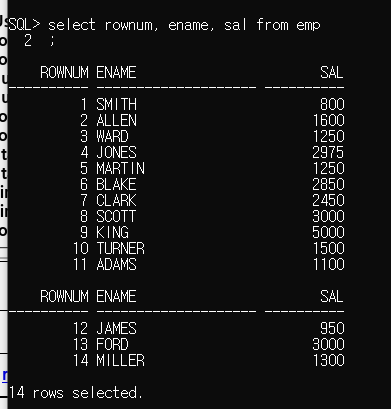 SQL> select rownum, ename, sal from emp
2 ;
ROWNUM ENAME SAL
---------- -------------------- ----------
1 SMITH 800
2 ALLEN 1600
3 WARD 1250
4 JONES 2975
5 MARTIN 1250
6 BLAKE 2850
7 CLARK 2450
8 SCOTT 3000
9 KING 5000
10 TURNER 1500
11 ADAMS 1100
ROWNUM ENAME SAL
---------- -------------------- ----------
12 JAMES 950
13 FORD 3000
14 MILLER 1300
14 rows selected.